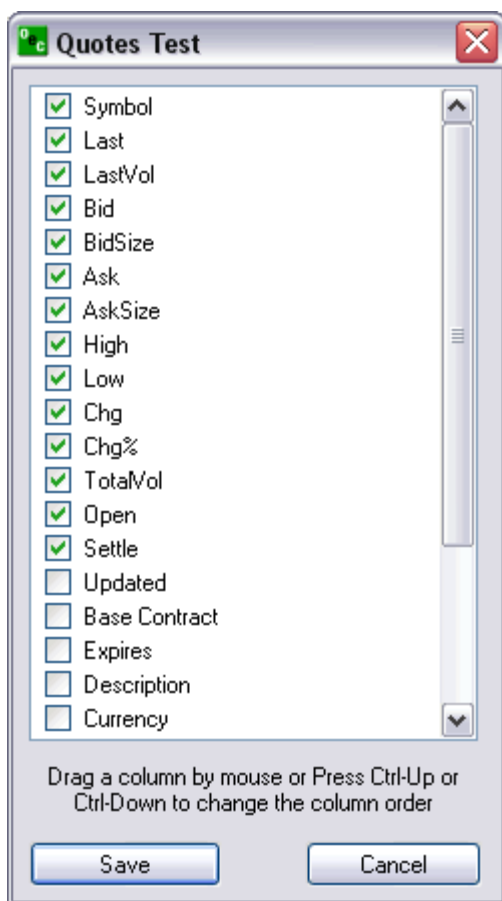 Oec Quotes Test
Symbol
Last
LastVol
Bid
BidSize
Ask
AskSize
High
Low
Chg
Chg%
TotalVol
Open
Settle
Updated
Base Contract
Expires
Description
Currency
Drag a column by mouse or Press Ctrl-Up or
Ctrl-Down to change the column order
Save Cancel